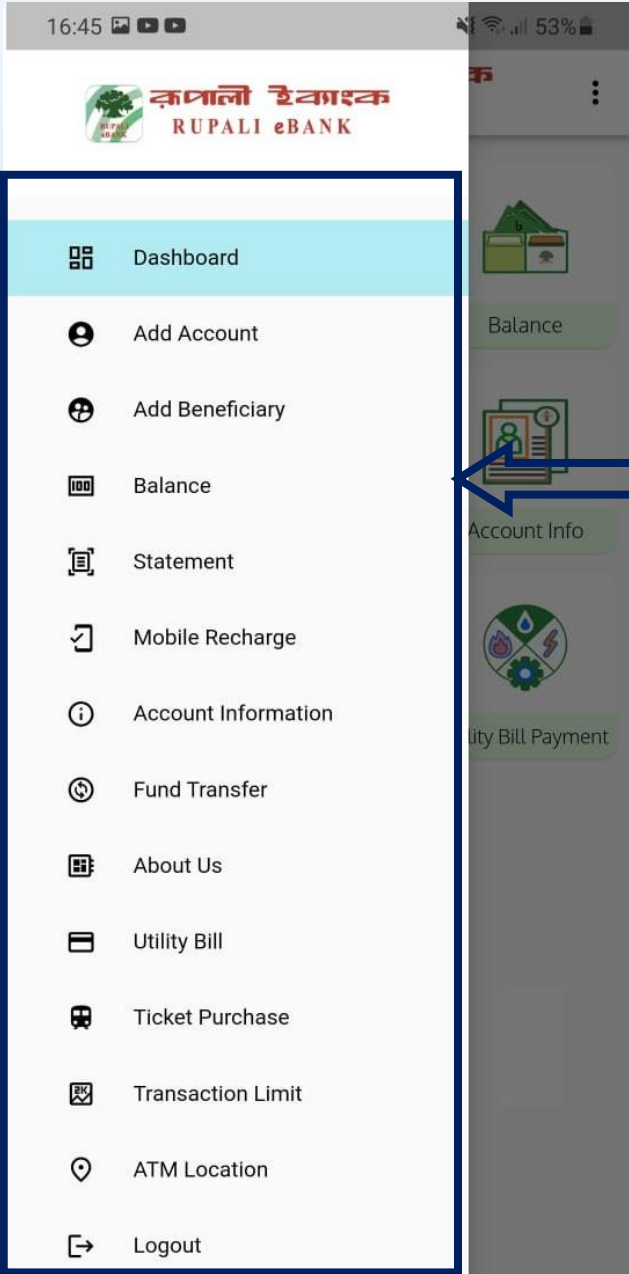 16:45
53%
রূপালী ইব্যাংক
RUPALI eBANK
ক
Dashboard
Add Account
Add Beneficiary
Balance
Statement
Mobile Recharge
Account Information
Fund Transfer
About Us
Utility Bill
Ticket Purchase
Transaction Limit
ATM Location
Logout
Balance
Account Info
lity Bill Payment